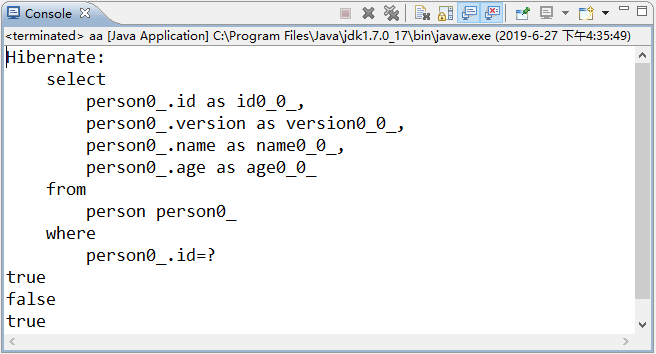 Console
<terminated> aa [Java Application] C:\Program Files\Java\jdk1.7.0_17\bin\javaw.exe (2019-6-27 下午4:35:49)
Hibernate:
    select
        person0_.id as id0_0_,
        person0_.version as version0_0_,
        person0_.name as name0_0_,
        person0_.age as age0_0_
    from
        person person0_
    where
        person0_.id=?
true
false
true